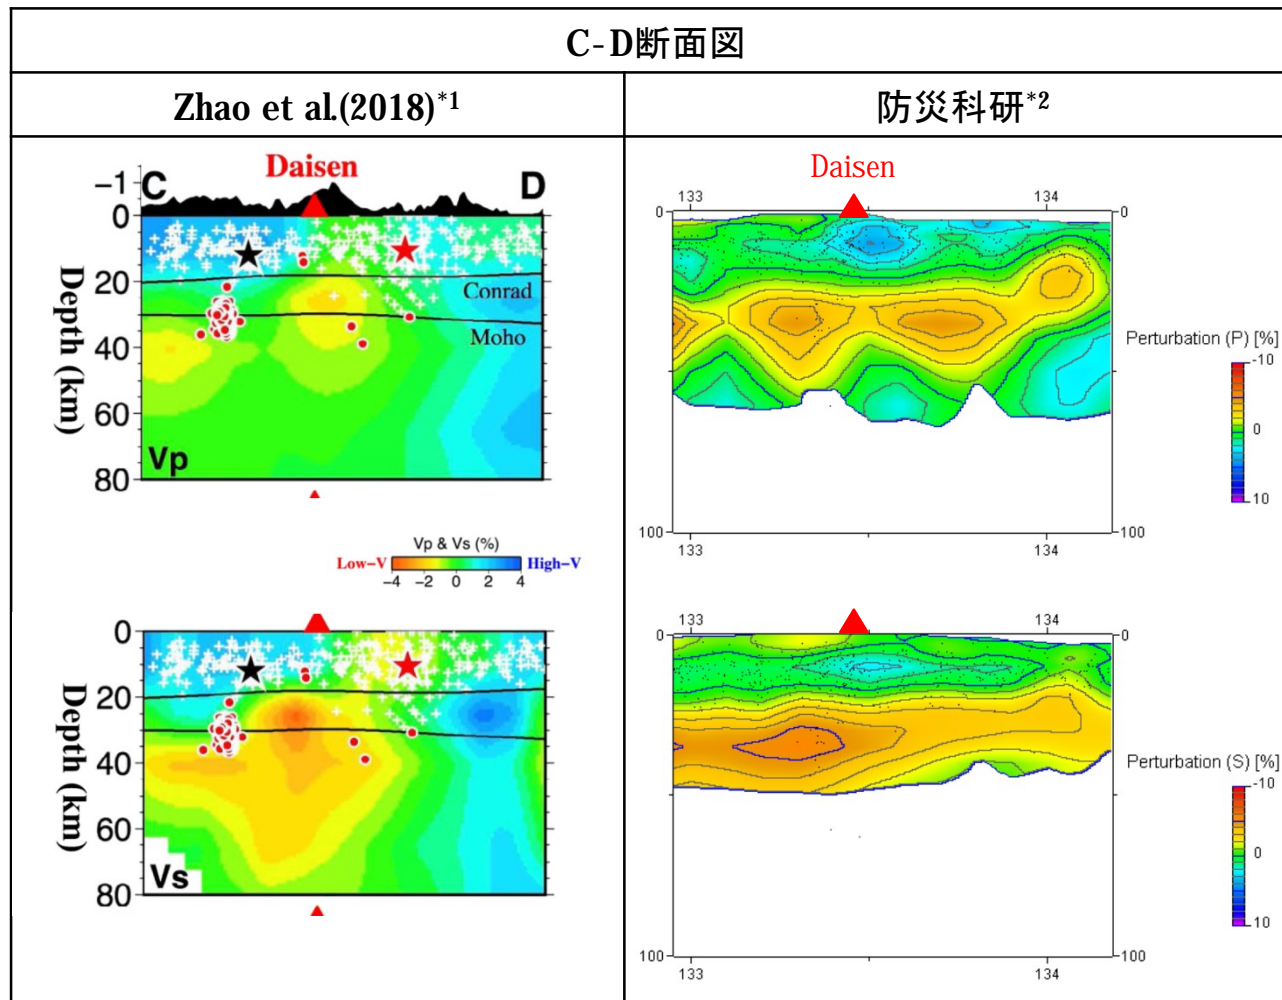 C-D断面図
Zhao et al.(2018)*1
防災科研*2
Daisen
C
D
−1
0
20
40
60
80
Depth (km)
Conrad
Moho
Vp
Vp & Vs (%)
Low−V
High−V
−4 −2 0 2 4
0
20
40
60
80
Depth (km)
Vs
Daisen
133 134
0 0
100 100
133 134
Perturbation (P) [%]
-10
0
10
133 134
0 0
100 100
133 134
Perturbation (S) [%]
-10
0
10